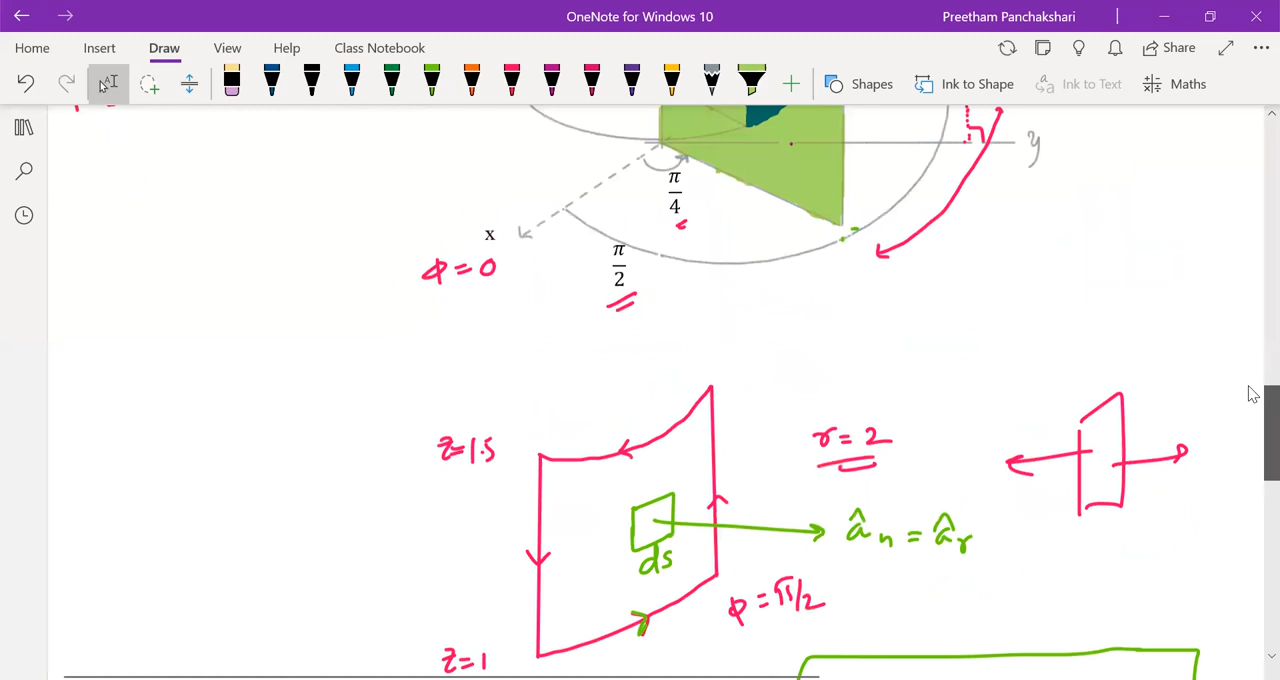 OneNote for Windows 10
Preetham Panchakshari
Home Insert Draw View Help Class Notebook Share
Shapes Ink to Shape Ink to Text Maths
y
π/4
x
φ = 0
π/2
z=1.5
r = 2
ds
â_n = â_r
φ = π/2
z=1